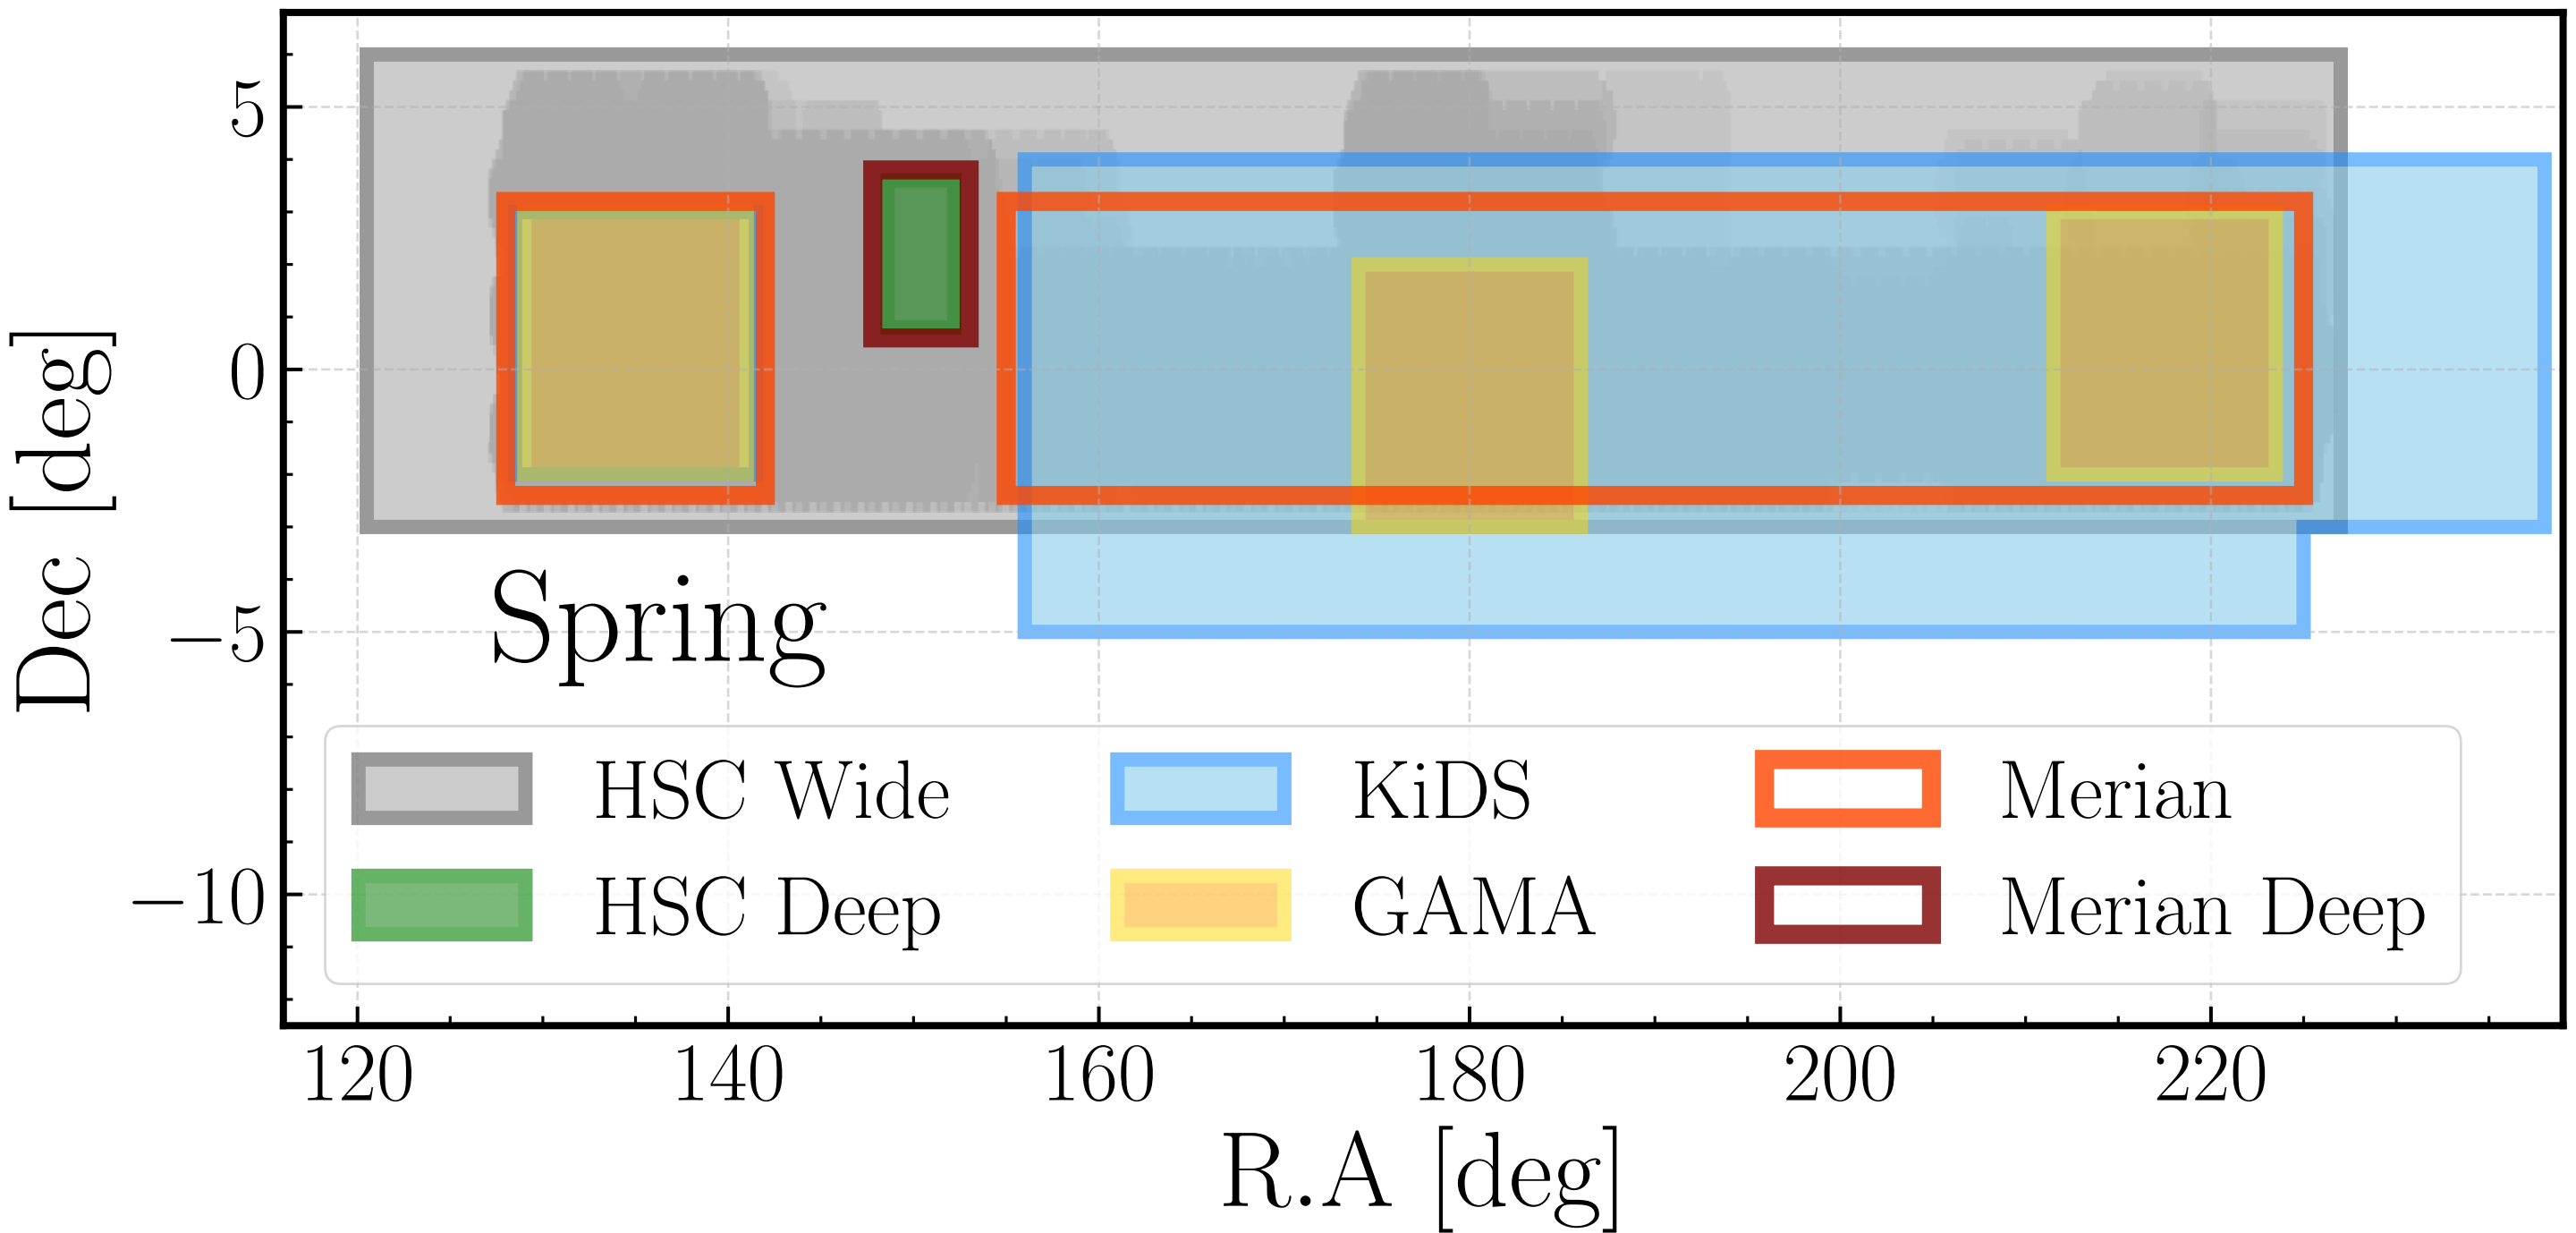 Dec [deg]
5
0
−5
−10
Spring
HSC Wide
KiDS
Merian
HSC Deep
GAMA
Merian Deep
120
140
160
180
200
220
R.A [deg]